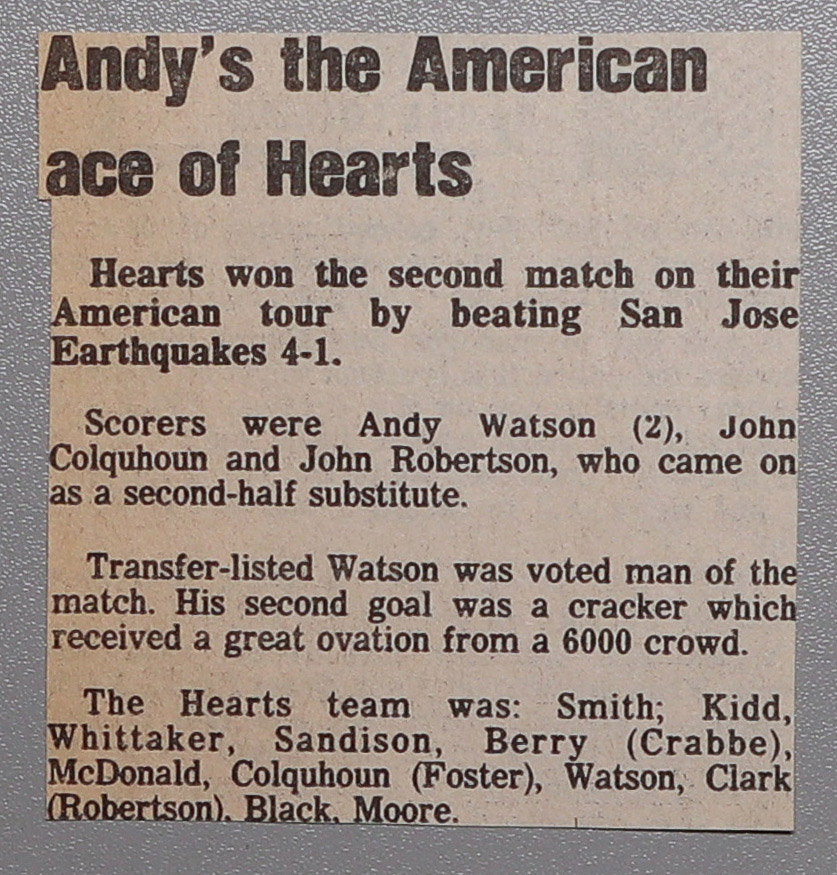 Andy's the American
ace of Hearts
Hearts won the second match on their
American tour by beating San Jose
Earthquakes 4-1.
Scorers were Andy Watson (2), John
Colquhoun and John Robertson, who came on
as a second-half substitute.
Transfer-listed Watson was voted man of the
match. His second goal was a cracker which
received a great ovation from a 6000 crowd.
The Hearts team was: Smith; Kidd,
Whittaker, Sandison, Berry (Crabbe),
McDonald, Colquhoun (Foster), Watson, Clark
(Robertson), Black, Moore.